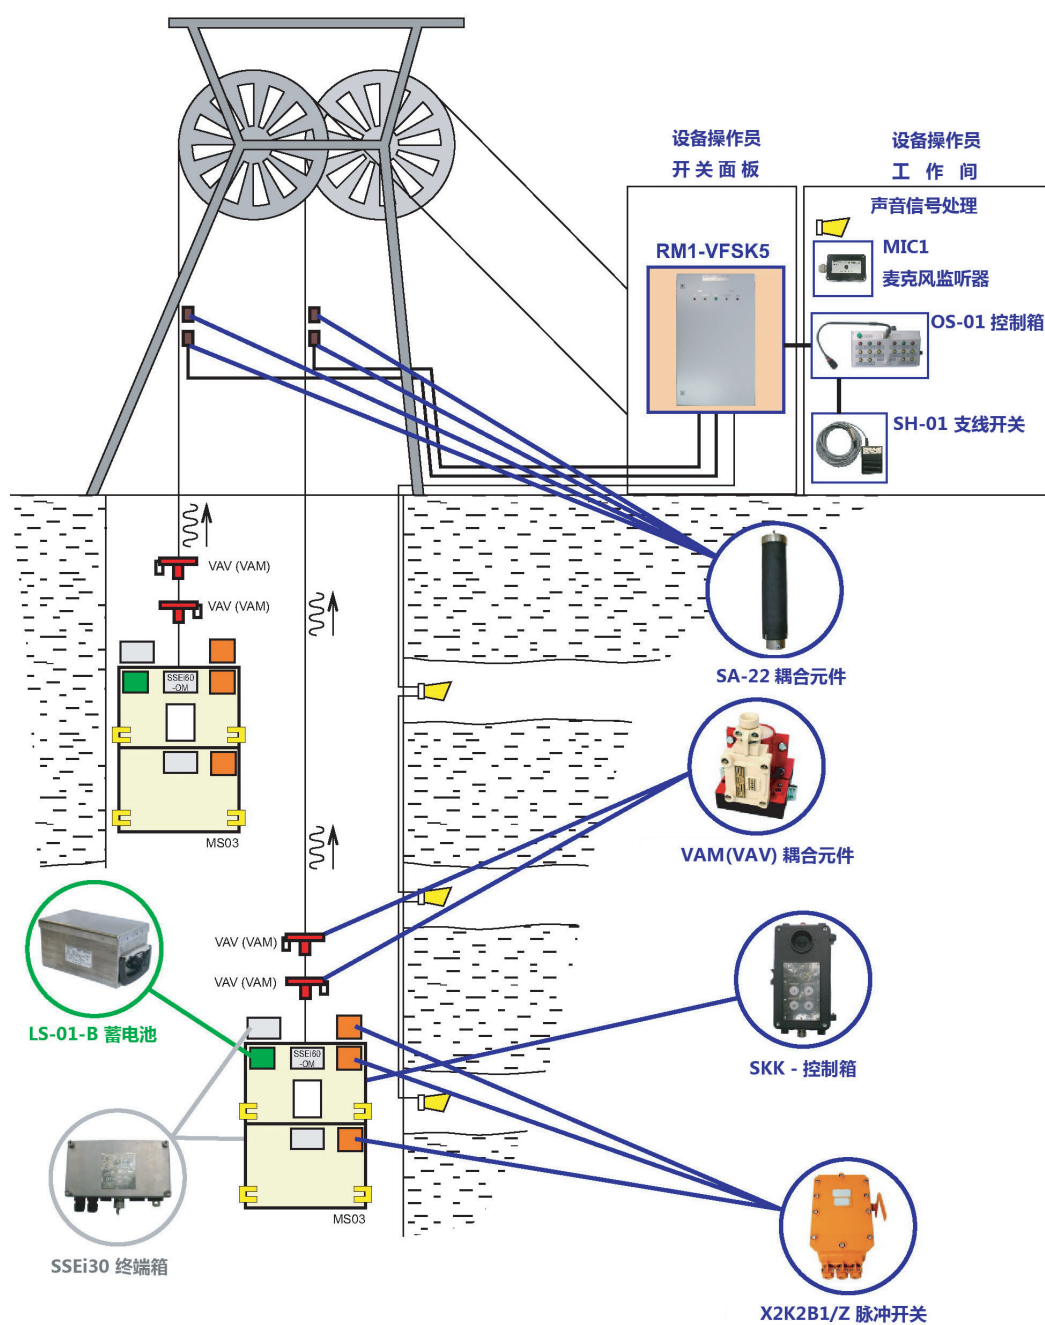 设备操作员
开关面板
设备操作员
工作间
声音信号处理
RM1-VFSK5
MIC1
麦克风监听器
OS-01 控制箱
SH-01 支线开关
VAV (VAM)
VAV (VAM)
SSEi60
-OM
MS03
SA-22 耦合元件
VAM(VAV) 耦合元件
VAV (VAM)
VAV (VAM)
LS-01-B 蓄电池
SSEi60
-OM
SKK - 控制箱
MS03
SSEi30 终端箱
X2K2B1/Z 脉冲开关